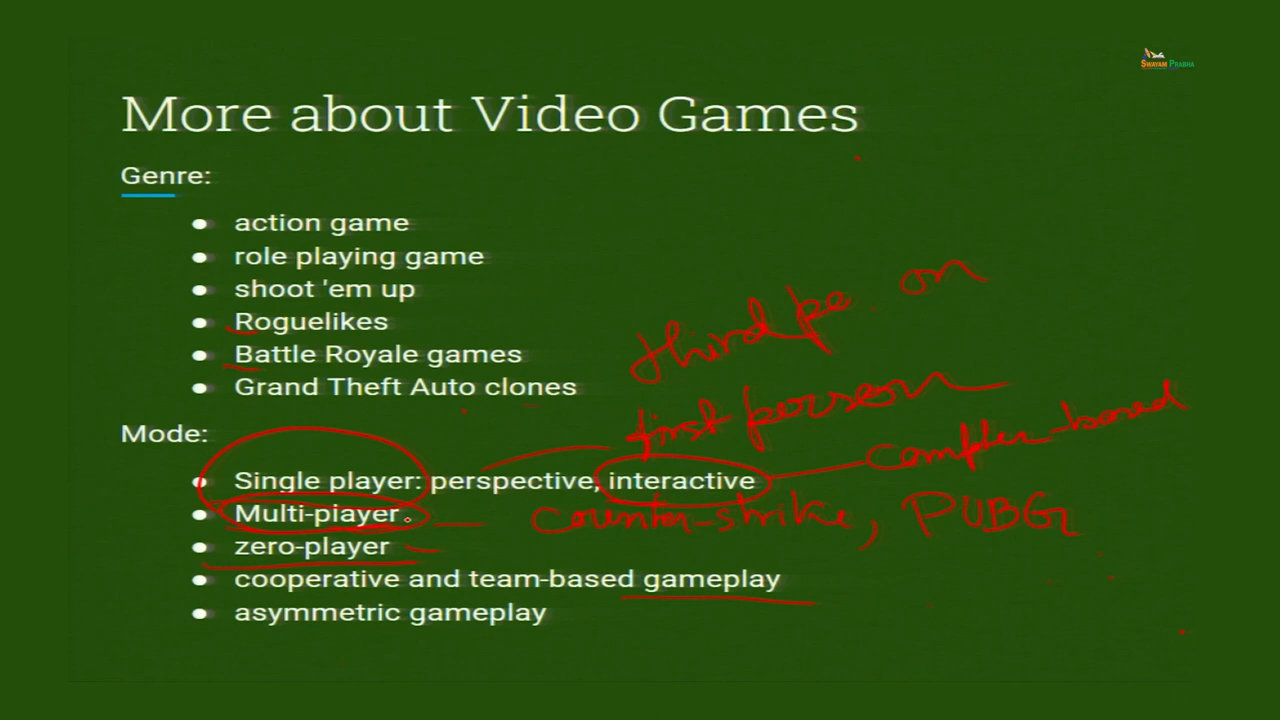 SWAYAM PRABHA
More about Video Games
Genre:
● action game
● role playing game
● shoot 'em up
● Roguelikes
● Battle Royale games
● Grand Theft Auto clones
third pe on
first person
Mode:
compter-based
● Single player: perspective, interactive
● Multi-player
counter-strike, PUBG
● zero-player
● cooperative and team-based gameplay
● asymmetric gameplay